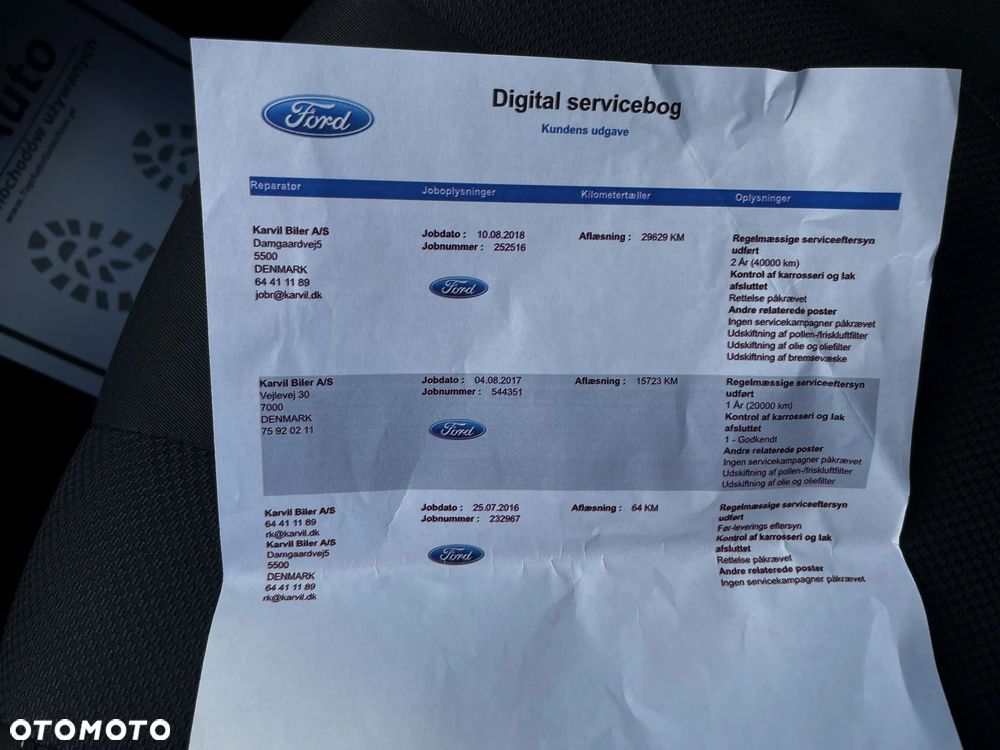 Auto
mochodów używanych
Ford
Digital servicebog
Kundens udgave
Reparatør Joboplysninger Kilometertæller Oplysninger
Karvil Biler A/S
Damgaardvej5
5500
DENMARK
64 41 11 89
jobr@karvil.dk
Jobdato : 10.08.2018
Jobnummer : 252516
Ford
Aflæsning : 29629 KM
Regelmæssige serviceeftersyn
udført
2 År (40000 km)
Kontrol af karrosseri og lak
afsluttet
Rettelse påkrævet
Andre relaterede poster
Ingen servicekampagner påkrævet
Udskiftning af pollen-/friskluftfilter
Udskiftning af olie og oliefilter
Udskiftning af bremsevæske
Karvil Biler A/S
Vejlevej 30
7000
DENMARK
75 92 02 11
Jobdato : 04.08.2017
Jobnummer : 544351
Ford
Aflæsning : 15723 KM
Regelmæssige serviceeftersyn
udført
1 År (20000 km)
Kontrol af karrosseri og lak
afsluttet
1 - Godkendt
Andre relaterede poster
Ingen servicekampagner påkrævet
Udskiftning af pollen-/friskluftfilter
Udskiftning af olie og oliefilter
Karvil Biler A/S
64 41 11 89
rk@karvil.dk
Karvil Biler A/S
Damgaardvej5
5500
DENMARK
64 41 11 89
rk@karvil.dk
Jobdato : 25.07.2016
Jobnummer : 232967
Ford
Aflæsning : 64 KM
Regelmæssige serviceeftersyn
udført
Før-leverings eftersyn
Kontrol af karrosseri og lak
afsluttet
Rettelse påkrævet
Andre relaterede poster
Ingen servicekampagner påkrævet
OTOMOTO